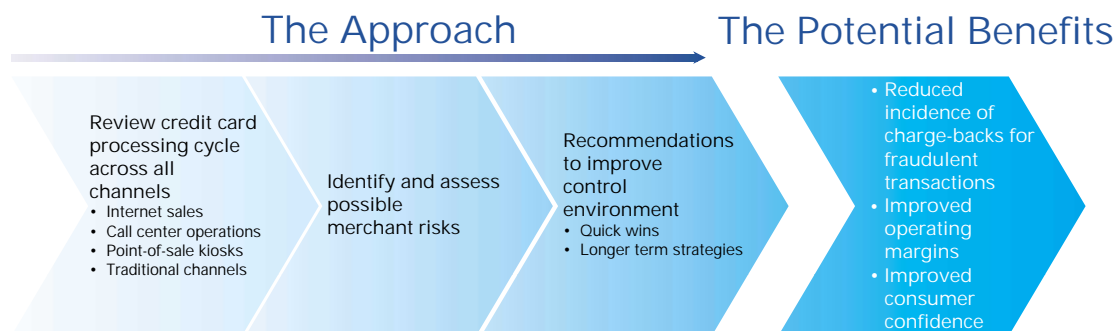 The Approach
The Potential Benefits
Review credit card
processing cycle
across all
channels
• Internet sales
• Call center operations
• Point-of-sale kiosks
• Traditional channels
Identify and assess
possible
merchant risks
Recommendations
to improve
control
environment
• Quick wins
• Longer term strategies
• Reduced
incidence of
charge-backs for
fraudulent
transactions
• Improved
operating
margins
• Improved
consumer
confidence